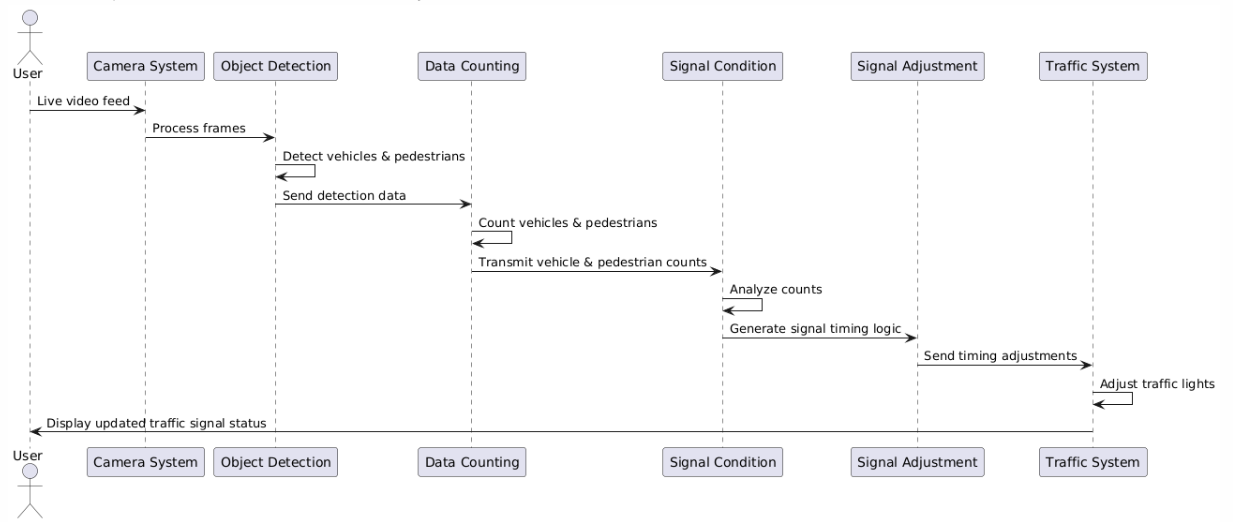 User
Camera System
Object Detection
Data Counting
Signal Condition
Signal Adjustment
Traffic System
Live video feed
Process frames
Detect vehicles & pedestrians
Send detection data
Count vehicles & pedestrians
Transmit vehicle & pedestrian counts
Analyze counts
Generate signal timing logic
Send timing adjustments
Adjust traffic lights
Display updated traffic signal status
User
Camera System
Object Detection
Data Counting
Signal Condition
Signal Adjustment
Traffic System